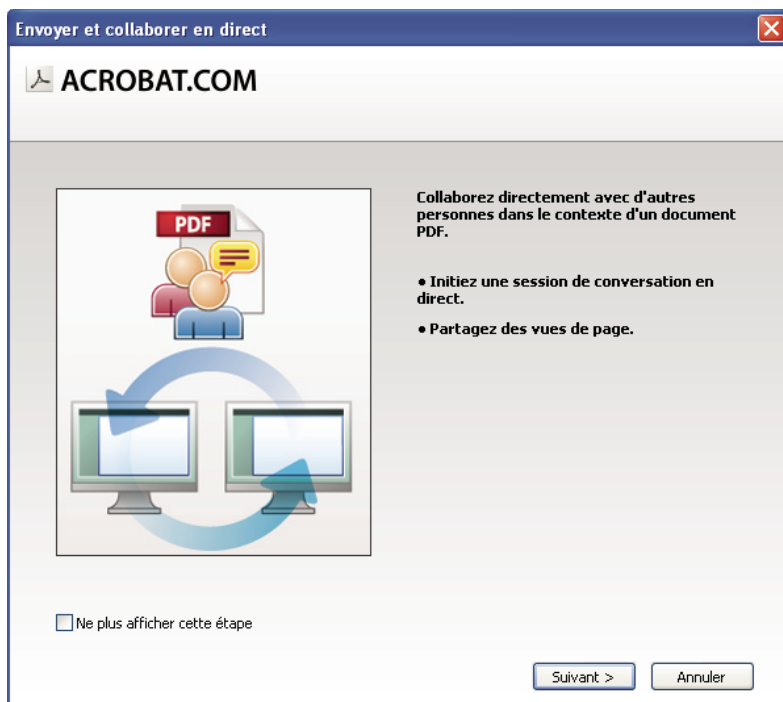 Envoyer et collaborer en direct
ACROBAT.COM
PDF
Collaborez directement avec d'autres
personnes dans le contexte d'un document
PDF.
● Initiez une session de conversation en
direct.
● Partagez des vues de page.
Ne plus afficher cette étape
Suivant >
Annuler